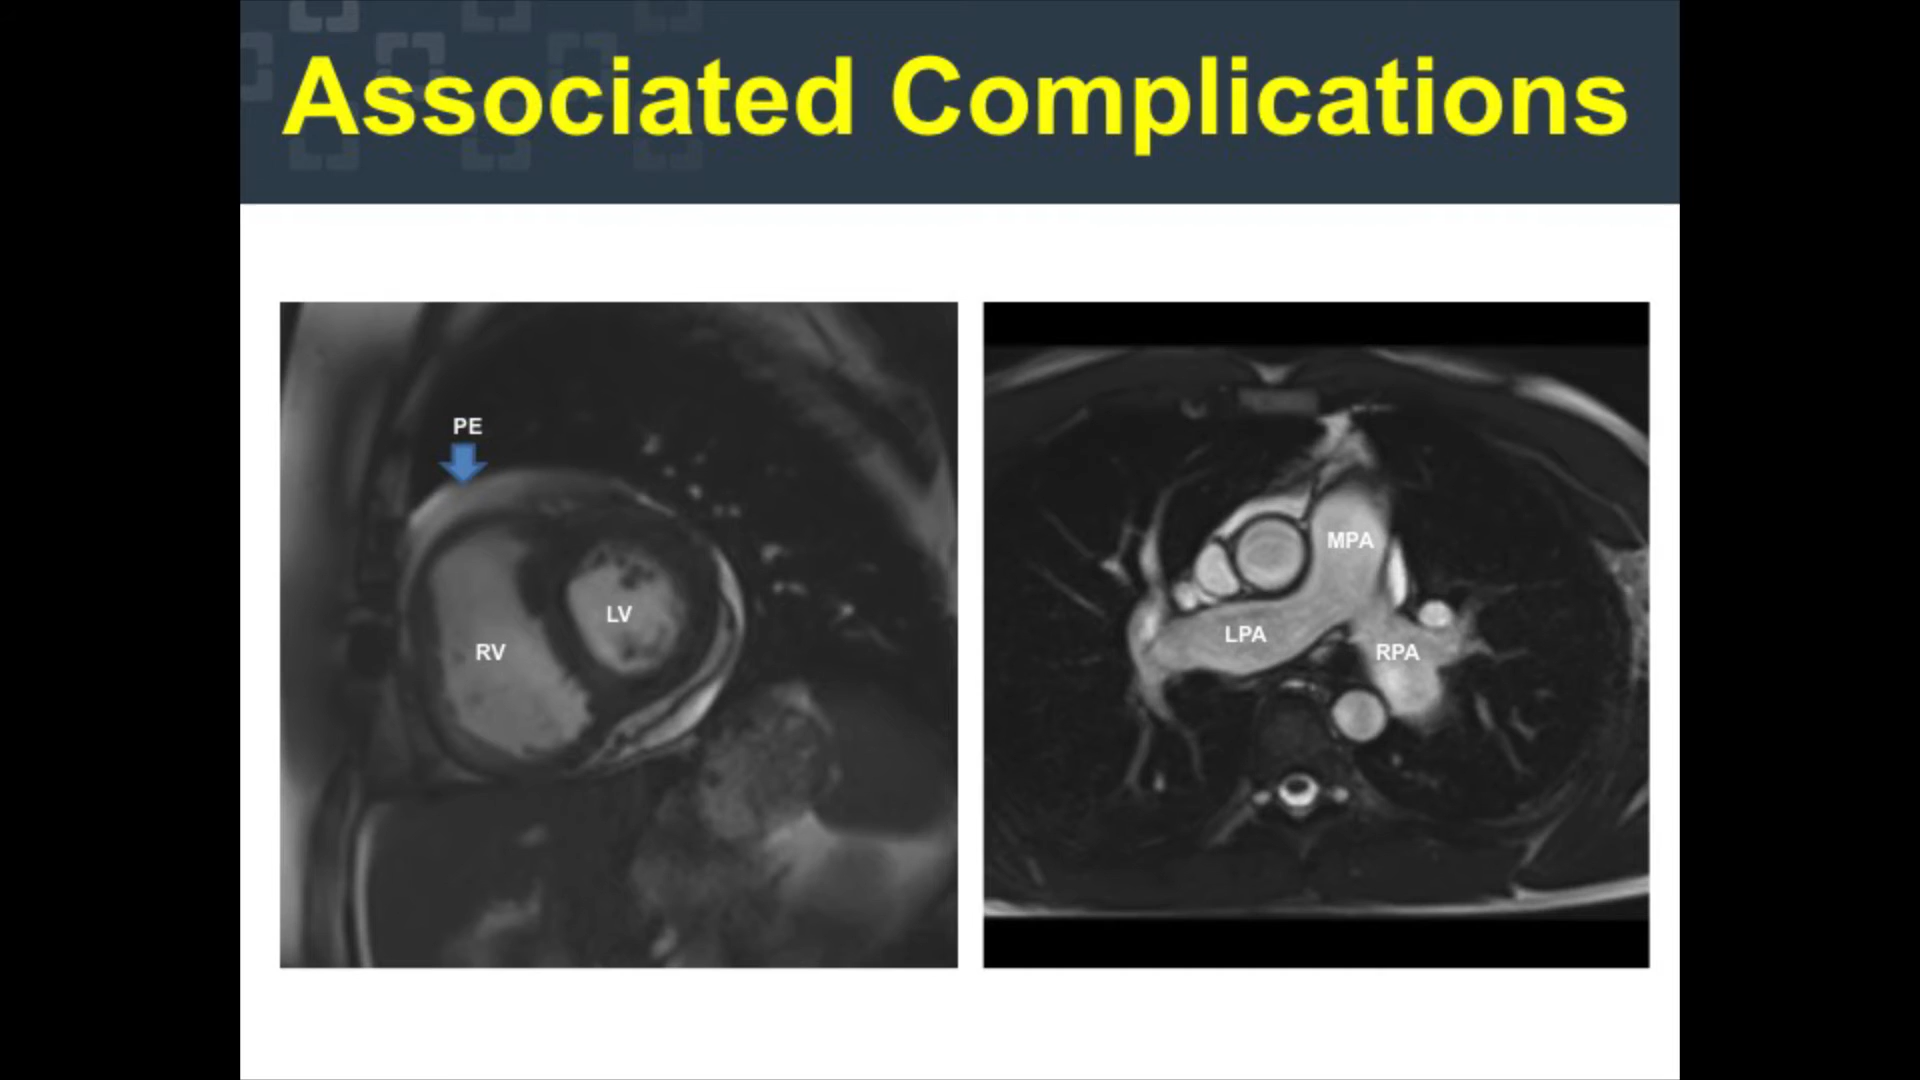 Associated Complications
PE
LV
RV
MPA
LPA
RPA